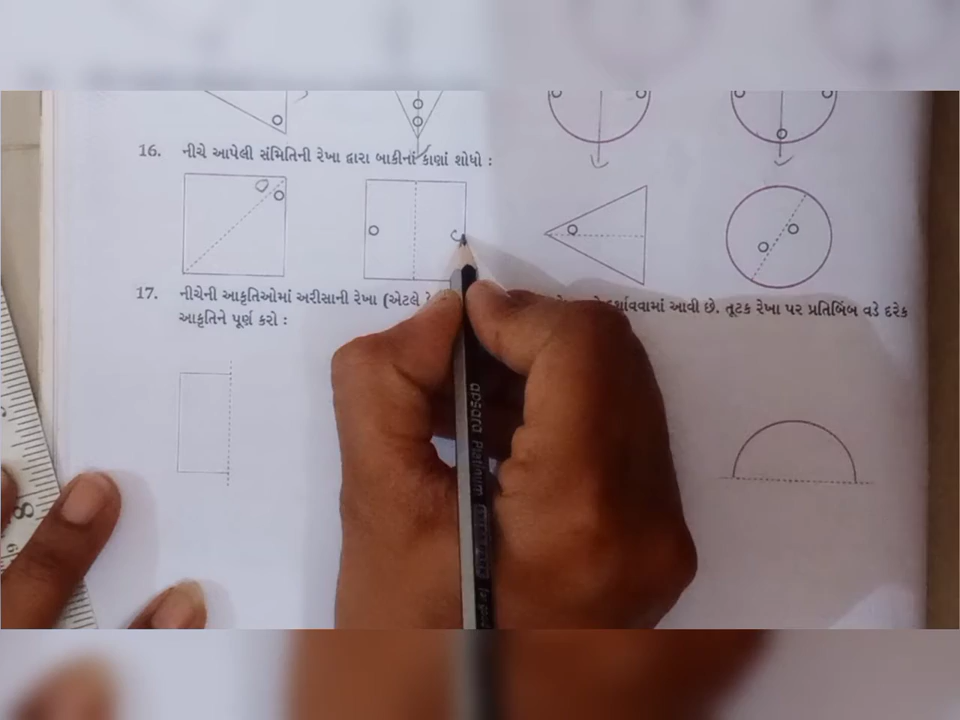 16. નીચે આપેલી સંમિતિની રેખા દ્વારા બાકીનાં કાણાં શોધો :
17. નીચેની આકૃતિઓમાં અરીસાની રેખા (એટલે દર્શાવવામાં આવી છે. તૂટક રેખા પર પ્રતિબિંબ વડે દરેક
આકૃતિને પૂર્ણ કરો :
apsara Platinum
8